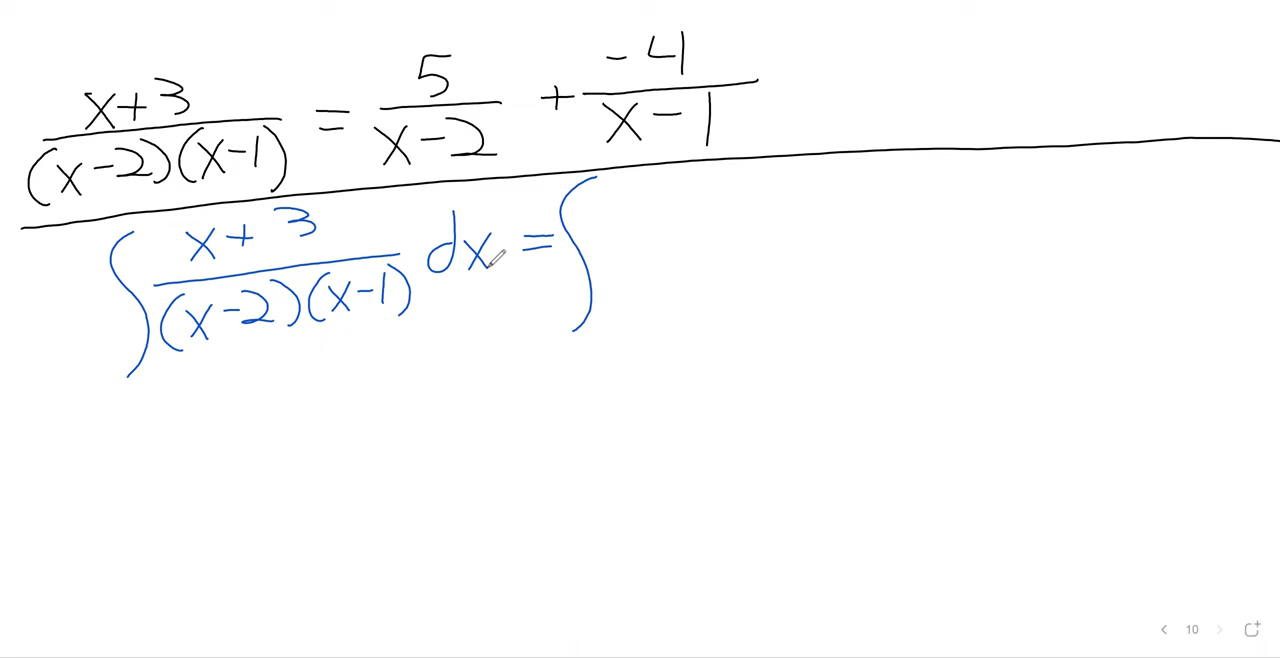 x+3/(x-2)(x-1) = 5/x-2 + -4/x-1
∫ x+3/(x-2)(x-1) dx = ∫
< 10 >